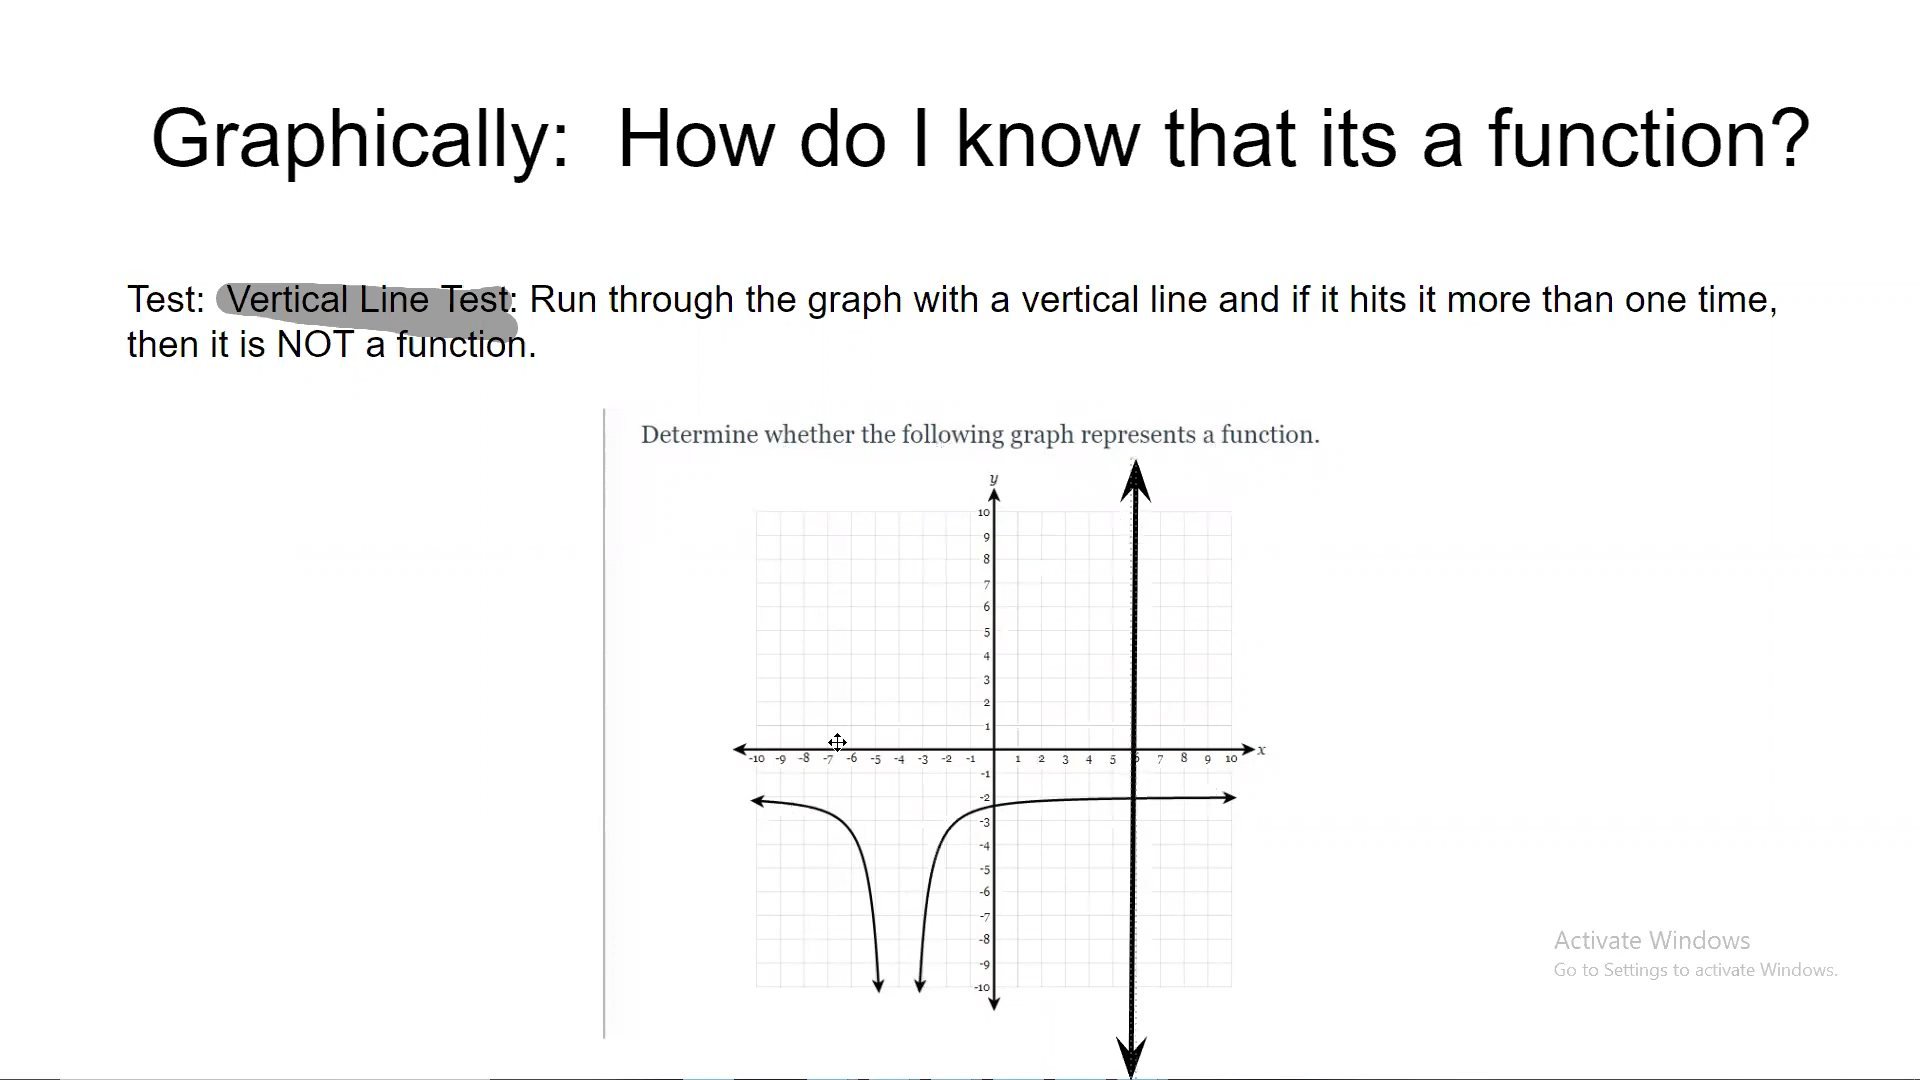 Graphically: How do I know that its a function?
Test: Vertical Line Test: Run through the graph with a vertical line and if it hits it more than one time,
then it is NOT a function.
Determine whether the following graph represents a function.
y
10
9
8
7
6
5
4
3
2
1
-10 -9 -8 -7 -6 -5 -4 -3 -2 -1 1 2 3 4 5 7 8 9 10 x
-1
-2
-3
-4
-5
-6
-7
-8
-9
-10
Activate Windows
Go to Settings to activate Windows.